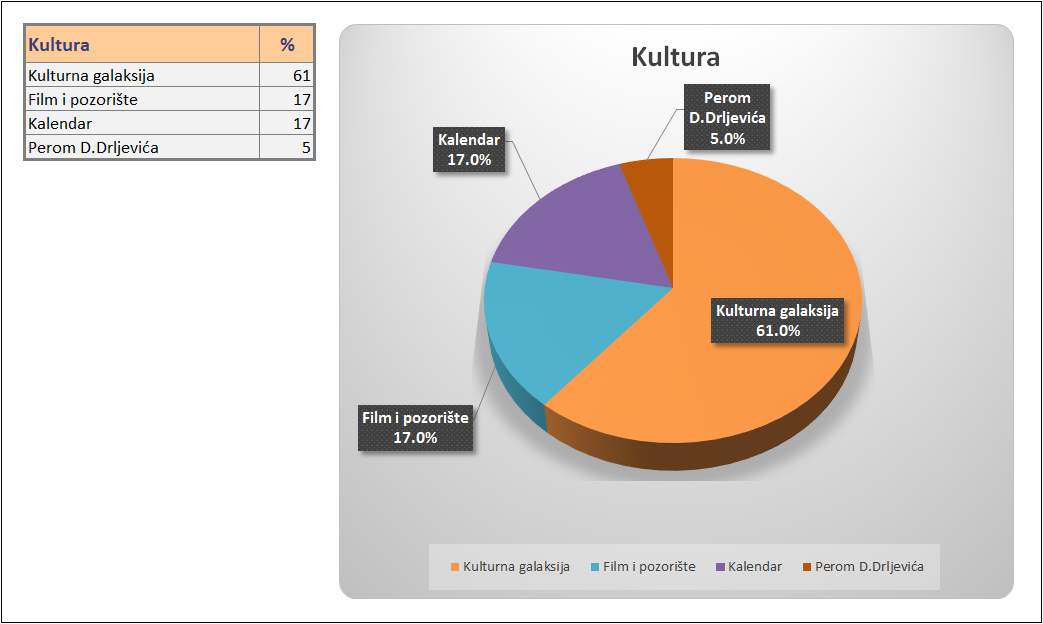 Kultura %
Kulturna galaksija 61
Film i pozorište 17
Kalendar 17
Perom D.Drljevića 5
Kultura
Perom
D.Drljevića
5.0%
Kalendar
17.0%
Kulturna galaksija
61.0%
Film i pozorište
17.0%
Kulturna galaksija Film i pozorište Kalendar Perom D.Drljevića